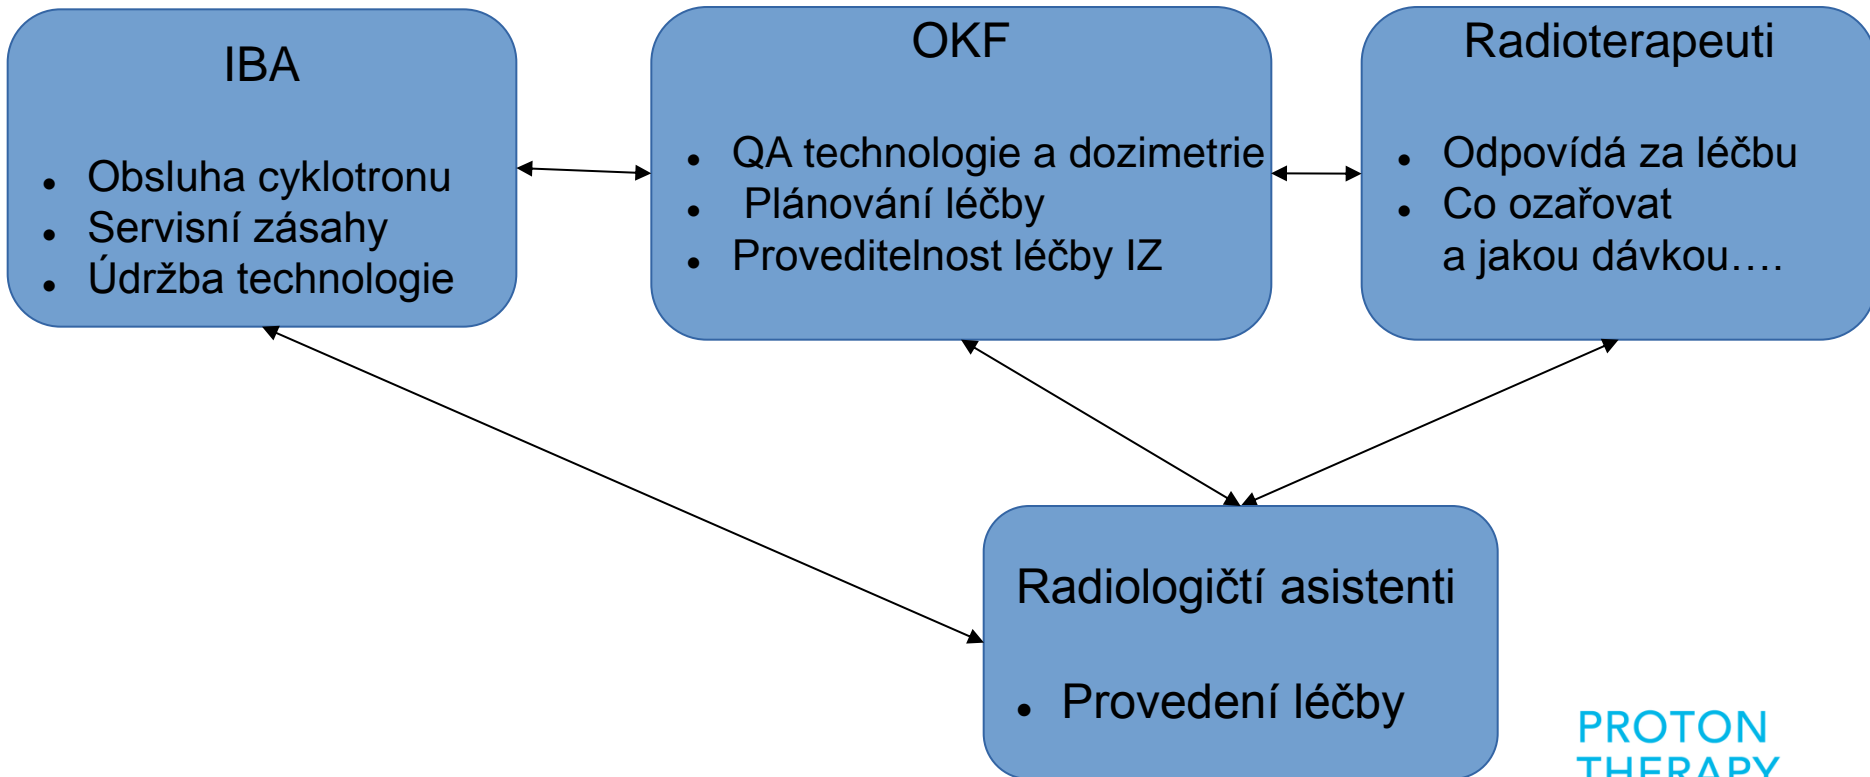 IBA
• Obsluha cyklotronu
• Servisní zásahy
• Údržba technologie
OKF
• QA technologie a dozimetrie
• Plánování léčby
• Proveditelnost léčby IZ
Radioterapeuti
• Odpovídá za léčbu
• Co ozařovat
a jakou dávkou….
Radiologičtí asistenti
• Provedení léčby
PROTON
THERAPY